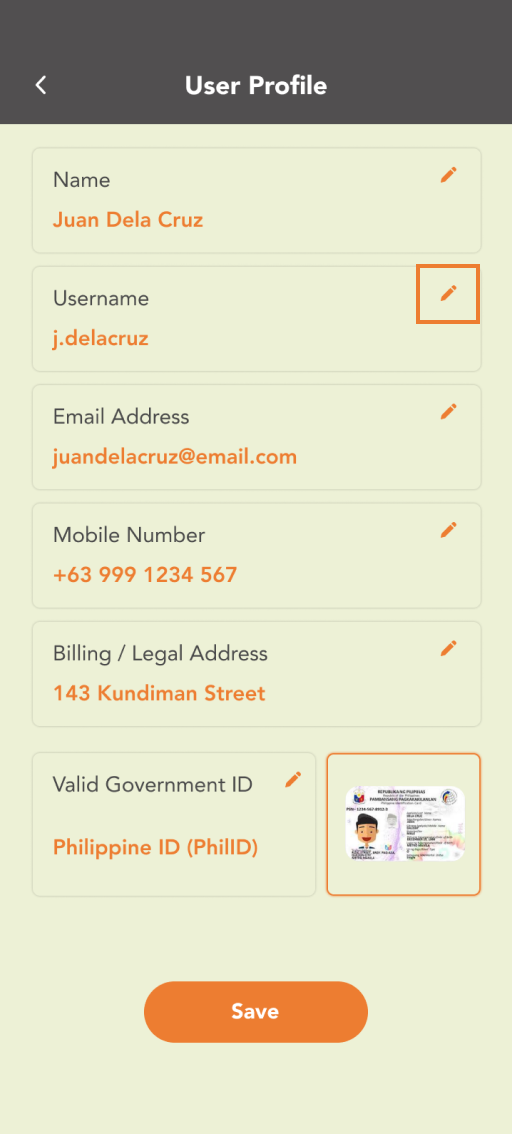 User Profile
Name
Juan Dela Cruz
Username
j.delacruz
Email Address
juandelacruz@email.com
Mobile Number
+63 999 1234 567
Billing / Legal Address
143 Kundiman Street
Valid Government ID
Philippine ID (PhilID)
REPUBLIKA NG PILIPINAS
PAMBANSANG PAGKAKAKILANLAN
Save